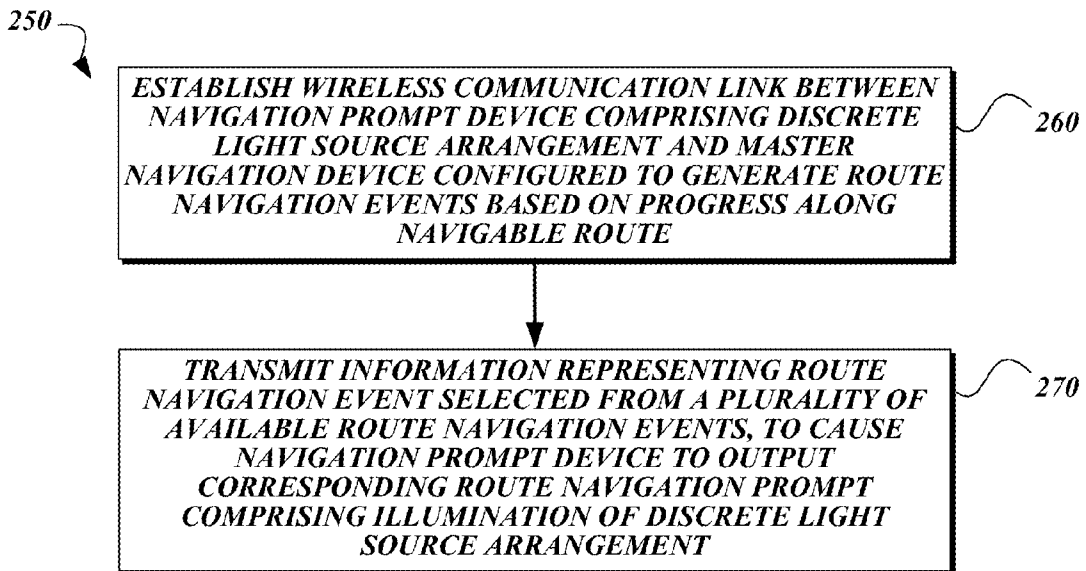 250
ESTABLISH WIRELESS COMMUNICATION LINK BETWEEN
NAVIGATION PROMPT DEVICE COMPRISING DISCRETE
LIGHT SOURCE ARRANGEMENT AND MASTER
NAVIGATION DEVICE CONFIGURED TO GENERATE ROUTE
NAVIGATION EVENTS BASED ON PROGRESS ALONG
NAVIGABLE ROUTE
260
TRANSMIT INFORMATION REPRESENTING ROUTE
NAVIGATION EVENT SELECTED FROM A PLURALITY OF
AVAILABLE ROUTE NAVIGATION EVENTS, TO CAUSE
NAVIGATION PROMPT DEVICE TO OUTPUT
CORRESPONDING ROUTE NAVIGATION PROMPT
COMPRISING ILLUMINATION OF DISCRETE LIGHT
SOURCE ARRANGEMENT
270